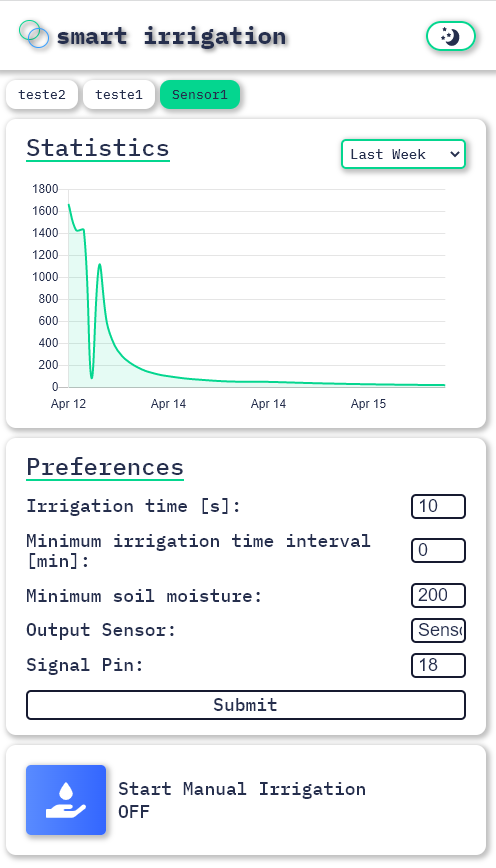 smart irrigation
teste2 teste1 Sensor1
Statistics
Last Week
1800
1600
1400
1200
1000
800
600
400
200
0
Apr 12 Apr 14 Apr 14 Apr 15
Preferences
Irrigation time [s]: 10
Minimum irrigation time interval
[min]: 0
Minimum soil moisture: 200
Output Sensor:
Signal Pin: 18
Submit
Start Manual Irrigation
OFF